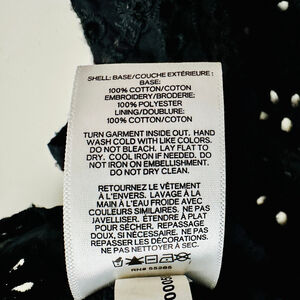 SHELL: BASE/COUCHE EXTÉRIEURE :
BASE:
100% COTTON/COTON
EMBROIDERY/BRODERIE:
100% POLYESTER
LINING/DOUBLURE:
100% COTTON/COTON
TURN GARMENT INSIDE OUT. HAND
WASH COLD WITH LIKE COLORS.
DO NOT BLEACH. LAY FLAT TO
DRY. COOL IRON IF NEEDED. DO
NOT IRON ON EMBELLISHMENT.
DO NOT DRY CLEAN.
RETOURNEZ LE VÊTEMENT
À L'ENVERS. LAVAGE À LA
MAIN À L'EAU FROIDE AVEC
COULEURS SIMILAIRES. NE PAS
JAVELLISER. ÉTENDRE À PLAT
POUR SÉCHER. REPASSAGE
DOUX, SI NÉCESSAIRE. NE PAS
REPASSER LES DÉCORATIONS.
NE PAS NETTOYER À SEC.
RN# 55285